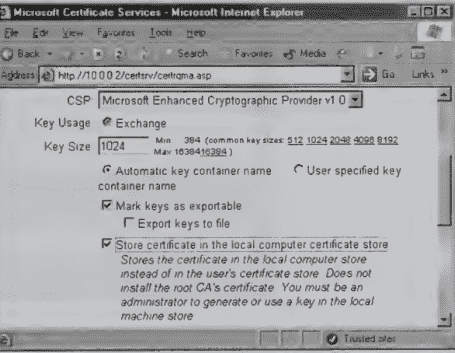 Microsoft Certificate Services - Microsoft Internet Explorer
File Edit View Favorites Tools Help
Back Search Favorites Media
Address http://10 0 0 2/certsrv/certrqma.asp Go Links »
CSP Microsoft Enhanced Cryptographic Provider v1 0
Key Usage Exchange
Key Size 1024 Min 384 (common key sizes: 512 1024 2048 4096 8192
Max 1638416384 )
Automatic key container name User specified key
container name
Mark keys as exportable
Export keys to file
Store certificate in the local computer certificate store
Stores the certificate in the local computer store
instead of in the user's certificate store Does not
install the root CA's certificate You must be an
administrator to generate or use a key in the local
machine store
Trusted sites